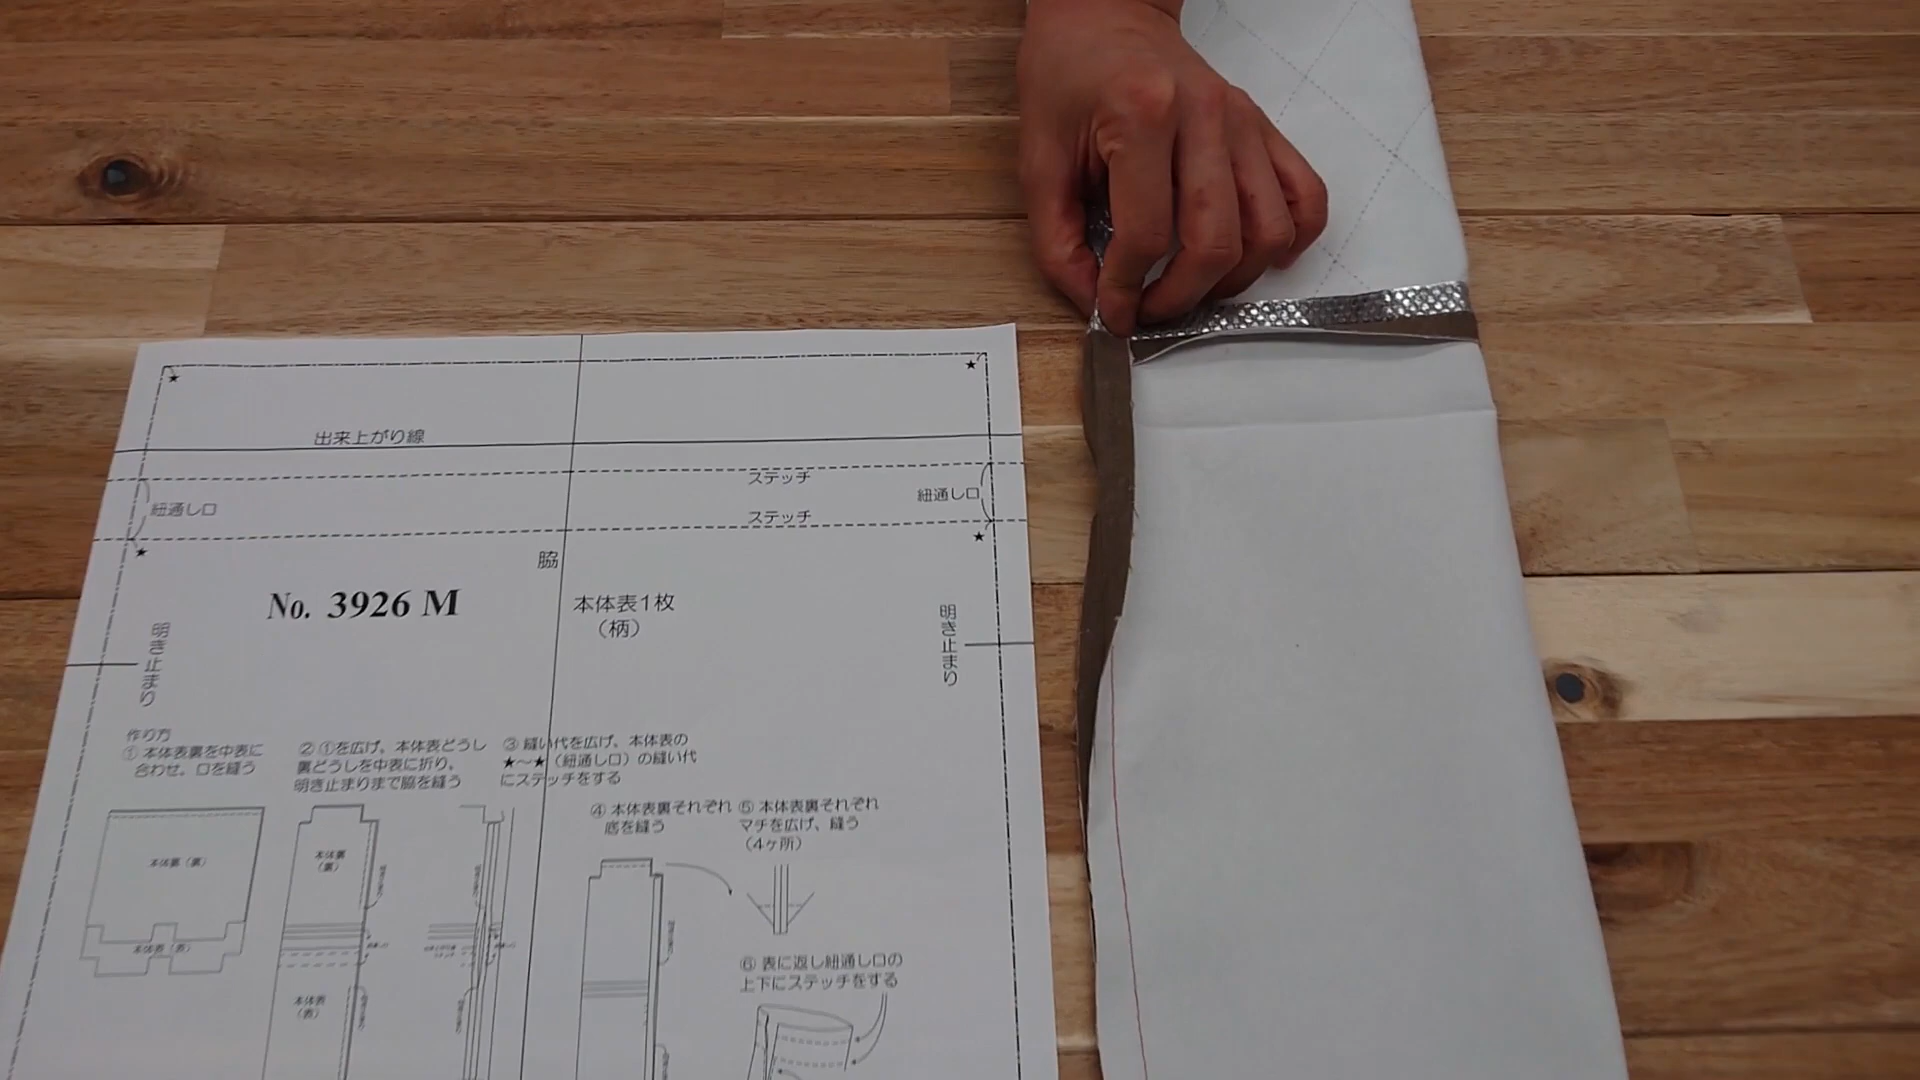 ★ ★
出来上がり線
ステッチ
紐通し口 紐通し口
ステッチ
★ ★
脇
No. 3926 M
本体表1枚
（柄）
明き止まり
明き止まり
作り方
① 本体表裏を中表に
合わせ。口を縫う
② ①を広げ。本体表どうし
裏どうしを中表に折り。
明き止まりまで脇を縫う
③ 縫い代を広げ。本体表の
★〜★（紐通し口）の縫い代
にステッチをする
④ 本体表裏それぞれ
底を縫う
⑤ 本体表裏それぞれ
マチを広げ、縫う
（4ヶ所）
本体裏（裏）
本体表（表）
本体裏
（裏）
本体表
（表）
⑥ 表に返し紐通し口の
上下にステッチをする